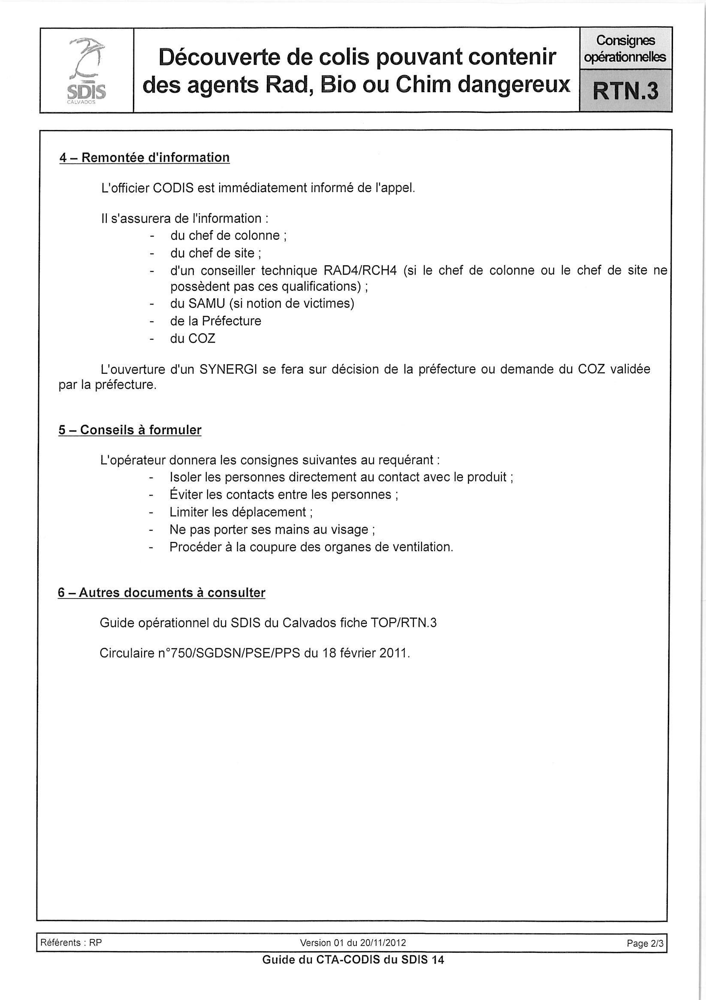 SDIS
CALVADOS
Découverte de colis pouvant contenir
des agents Rad, Bio ou Chim dangereux
Consignes
opérationnelles
RTN.3
4 – Remontée d'information
L'officier CODIS est immédiatement informé de l'appel.
Il s'assurera de l'information :
- du chef de colonne ;
- du chef de site ;
- d'un conseiller technique RAD4/RCH4 (si le chef de colonne ou le chef de site ne
possèdent pas ces qualifications) ;
- du SAMU (si notion de victimes)
- de la Préfecture
- du COZ
L'ouverture d'un SYNERGI se fera sur décision de la préfecture ou demande du COZ validée
par la préfecture.
5 – Conseils à formuler
L'opérateur donnera les consignes suivantes au requérant :
- Isoler les personnes directement au contact avec le produit ;
- Éviter les contacts entre les personnes ;
- Limiter les déplacement ;
- Ne pas porter ses mains au visage ;
- Procéder à la coupure des organes de ventilation.
6 – Autres documents à consulter
Guide opérationnel du SDIS du Calvados fiche TOP/RTN.3
Circulaire n°750/SGDSN/PSE/PPS du 18 février 2011.
Référents : RP
Version 01 du 20/11/2012
Page 2/3
Guide du CTA-CODIS du SDIS 14